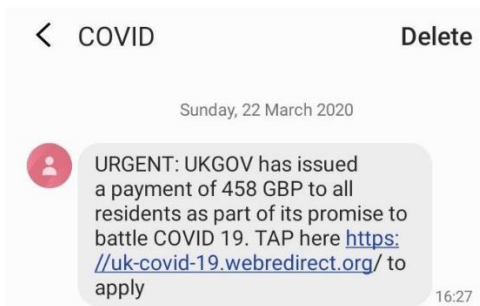 COVID
Delete
Sunday, 22 March 2020
URGENT: UKGOV has issued
a payment of 458 GBP to all
residents as part of its promise to
battle COVID 19. TAP here https:
//uk-covid-19.webredirect.org/ to
apply
16:27